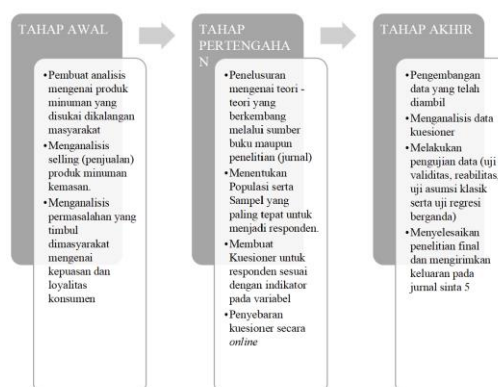 TAHAP AWAL
•Pembuat analisis
mengenai produk
minuman yang
disukai dikalangan
masyarakat
•Menganalisis
selling (penjualan)
produk minuman
kemasan.
•Menganalisis
permasalahan yang
timbul
dimasyarakat
mengenai
kepuasan dan
loyalitas
konsumen
TAHAP
PERTENGAHA
N
•Penelusuran
mengenai teori -
teori yang
berkembang
melalui sumber
buku maupun
penelitian (jurnal)
•Menentukan
Populasi serta
Sampel yang
paling tepat untuk
menjadi responden.
•Membuat
Kuesioner untuk
responden sesuai
dengan indikator
pada variabel
•Penyebaran
kuesioner secara
online
TAHAP AKHIR
•Pengembangan
data yang telah
diambil
•Menganalisis data
kuesioner
•Melakukan
pengujian data (uji
validitas, reabilitas,
uji asumsi klasik
serta uji regresi
berganda)
•Menyelesaikan
penelitian final
dan mengirimkan
keluaran pada
jurnal sinta 5